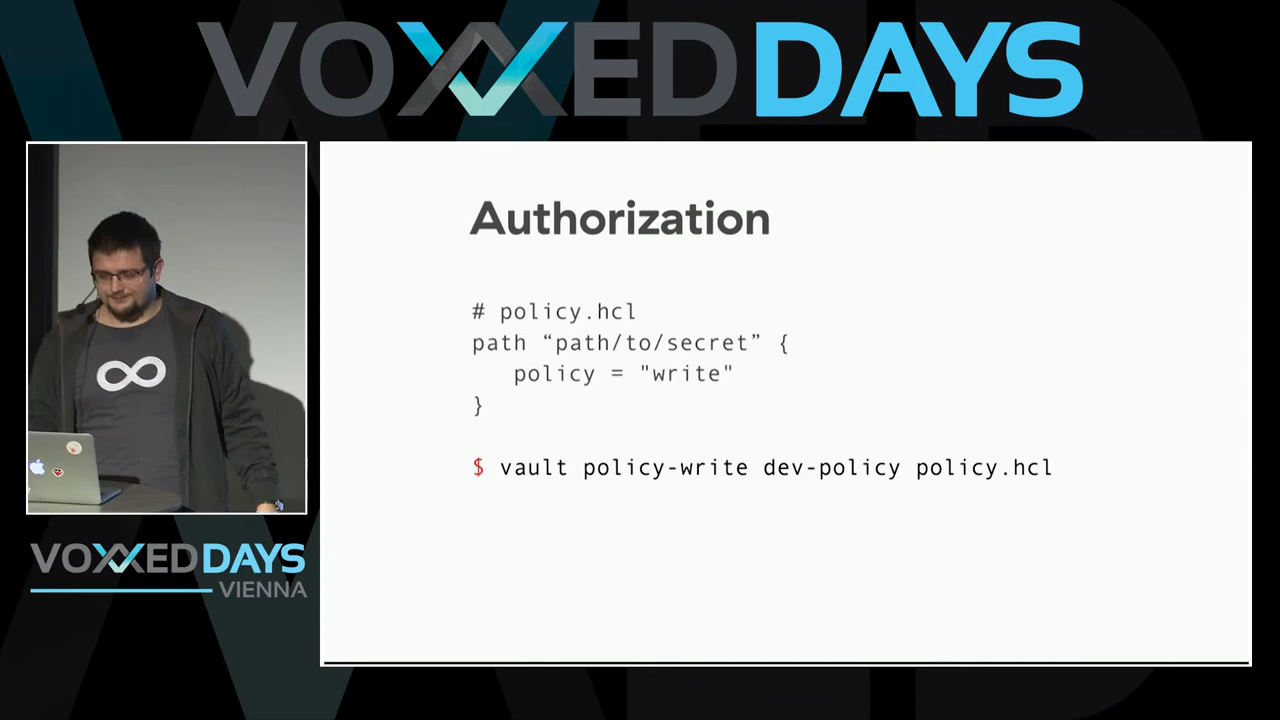 VOXXED DAYS
Authorization
# policy.hcl
path “path/to/secret” {
policy = "write"
}
$ vault policy-write dev-policy policy.hcl
VOXXED DAYS
VIENNA